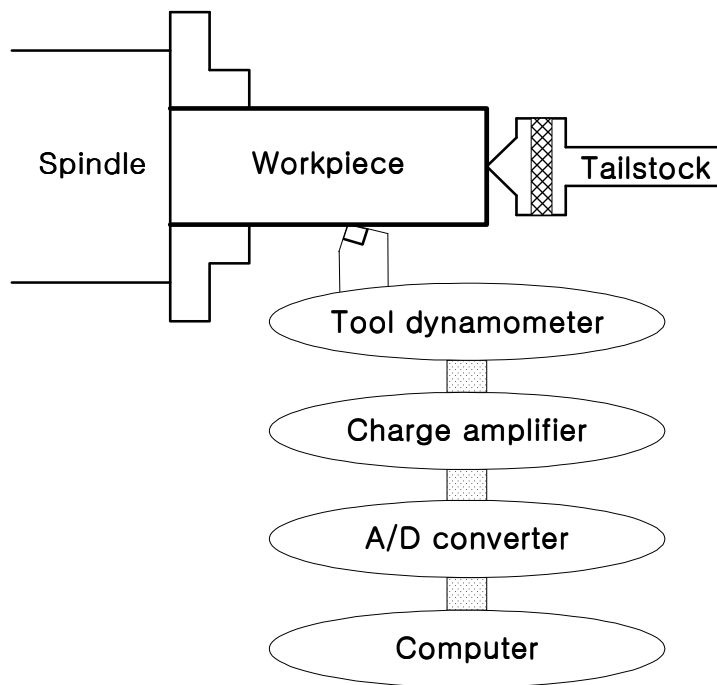 Spindle
Workpiece
Tailstock
Tool dynamometer
Charge amplifier
A/D converter
Computer